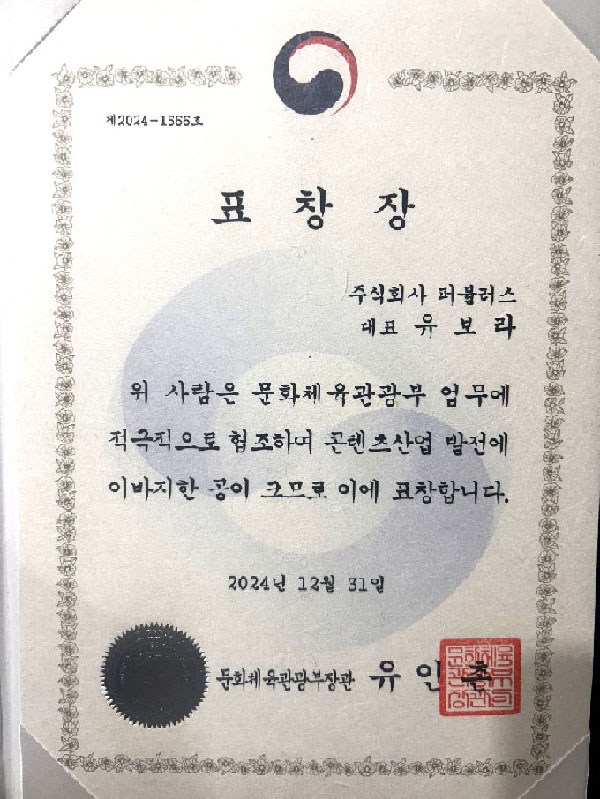 제2024-1555호
표 창 장
주식회사 퍼블러스
대표 유 보 라
위 사람은 문화체육관광부 업무에
적극적으로 협조하여 콘텐츠산업 발전에
이바지한 공이 크므로 이에 표창합니다.
2024년 12월 31일
문화체육관광부장관 유 인 촌